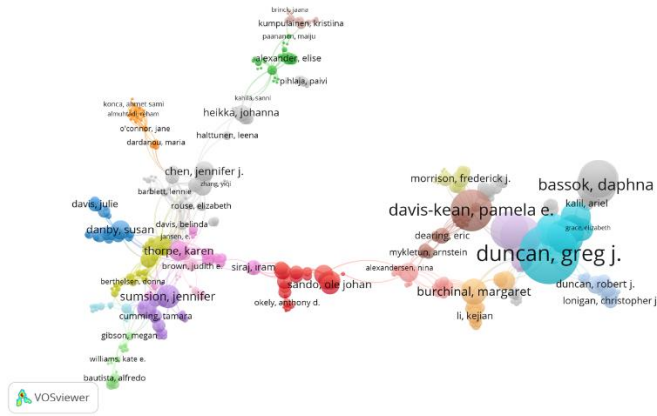 brinck, jaana
kumpulainen, kristiina
paananen, maiju
alexander, elise
pihlaja, paivi
kanlia, sanni
heikka, johanna
konca, ahmet sami
almuhtadi, reham
o'connor, jane
halttunen, leena
dardanou, maria
chen, jennifer j.
zhang, yiqi
barblett, lennie
rouse, elizabeth
davis, julie
davis, belinda
jansen, e.
danby, susan
thorpe, karen
brown, judith e.
siraj, iram
berthelsen, donna
sumsion, jennifer
cumming, tamara
gibson, megan
williams, kate e.
bautista, alfredo
sando, ole johan
okely, anthony d.
alexandersen, nina
morrison, frederick j.
bassok, daphna
kalil, ariel
davis-kean, pamela e.
grace, elizabeth
dearing, eric
mykletun, arnstein
duncan, greg j.
burchinal, margaret
duncan, robert j.
lonigan, christopher j
li, kejian
VOSviewer